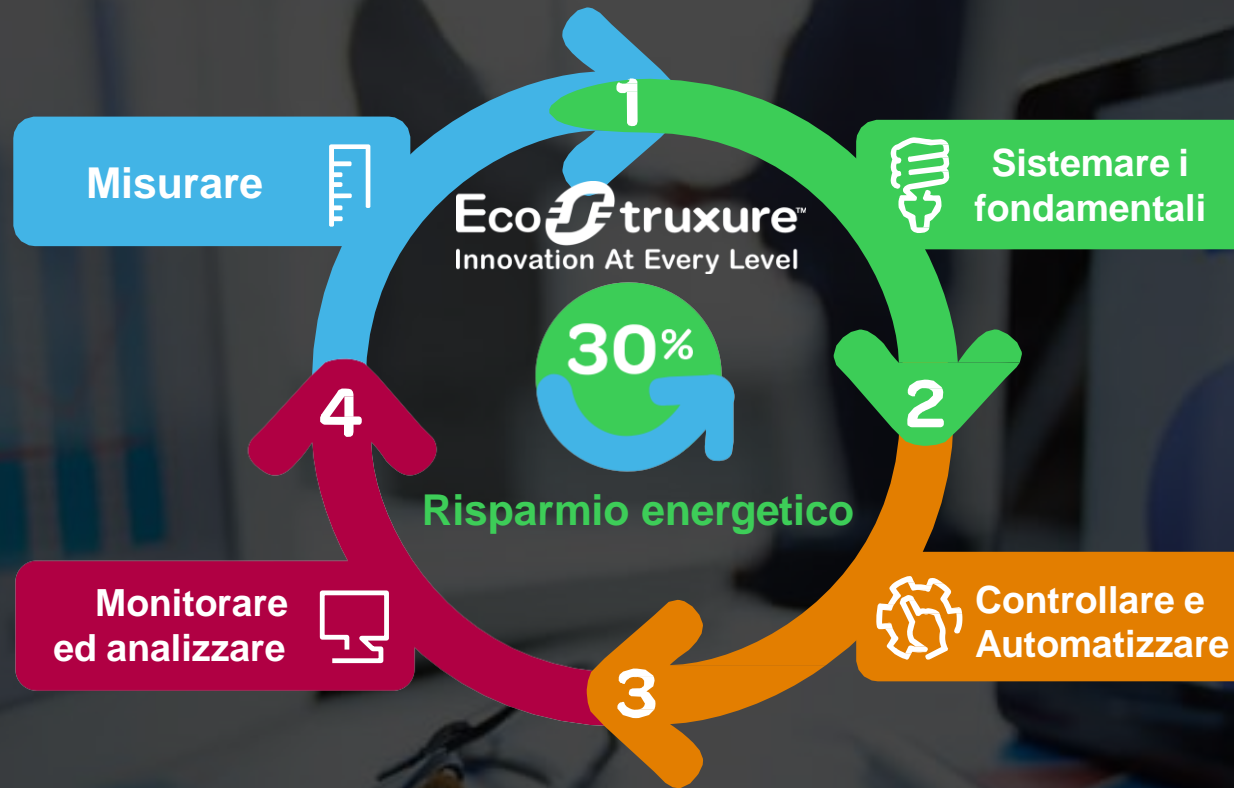 1
Misurare
Sistemare i
fondamentali
EcoStruxure™
Innovation At Every Level
30%
4
2
Risparmio energetico
Monitorare
ed analizzare
Controllare e
Automatizzare
3